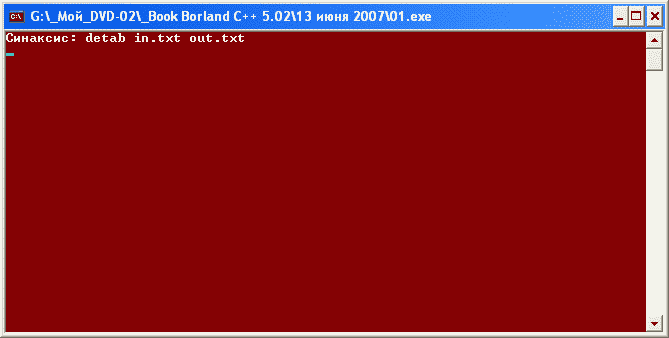 G:\_Мой_DVD-02\_Book Borland C++ 5.02\13 июня 2007\01.exe
Синаксис: detab in.txt out.txt